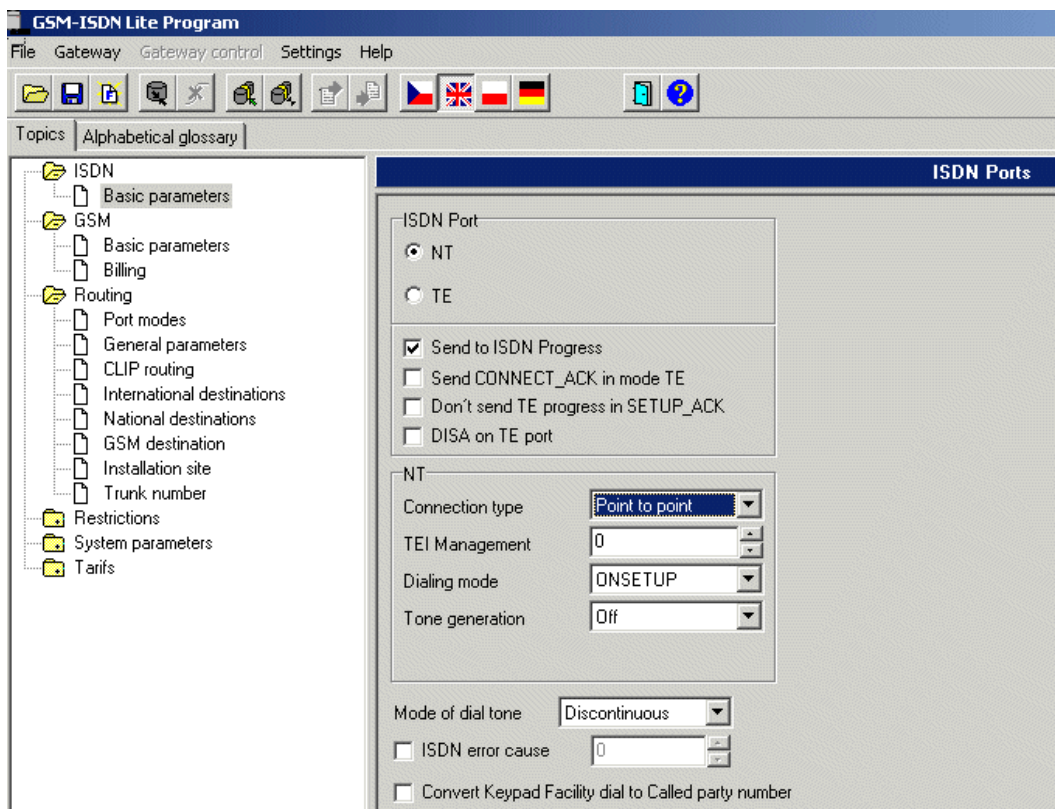 GSM-ISDN Lite Program
File Gateway Gateway control Settings Help
Topics Alphabetical glossary
ISDN
Basic parameters
GSM
Basic parameters
Billing
Routing
Port modes
General parameters
CLIP routing
International destinations
National destinations
GSM destination
Installation site
Trunk number
Restrictions
System parameters
Tarifs
ISDN Ports
ISDN Port
NT
TE
Send to ISDN Progress
Send CONNECT_ACK in mode TE
Don´t send TE progress in SETUP_ACK
DISA on TE port
NT
Connection type Point to point
TEI Management 0
Dialing mode ONSETUP
Tone generation Off
Mode of dial tone Discontinuous
ISDN error cause 0
Convert Keypad Facility dial to Called party number